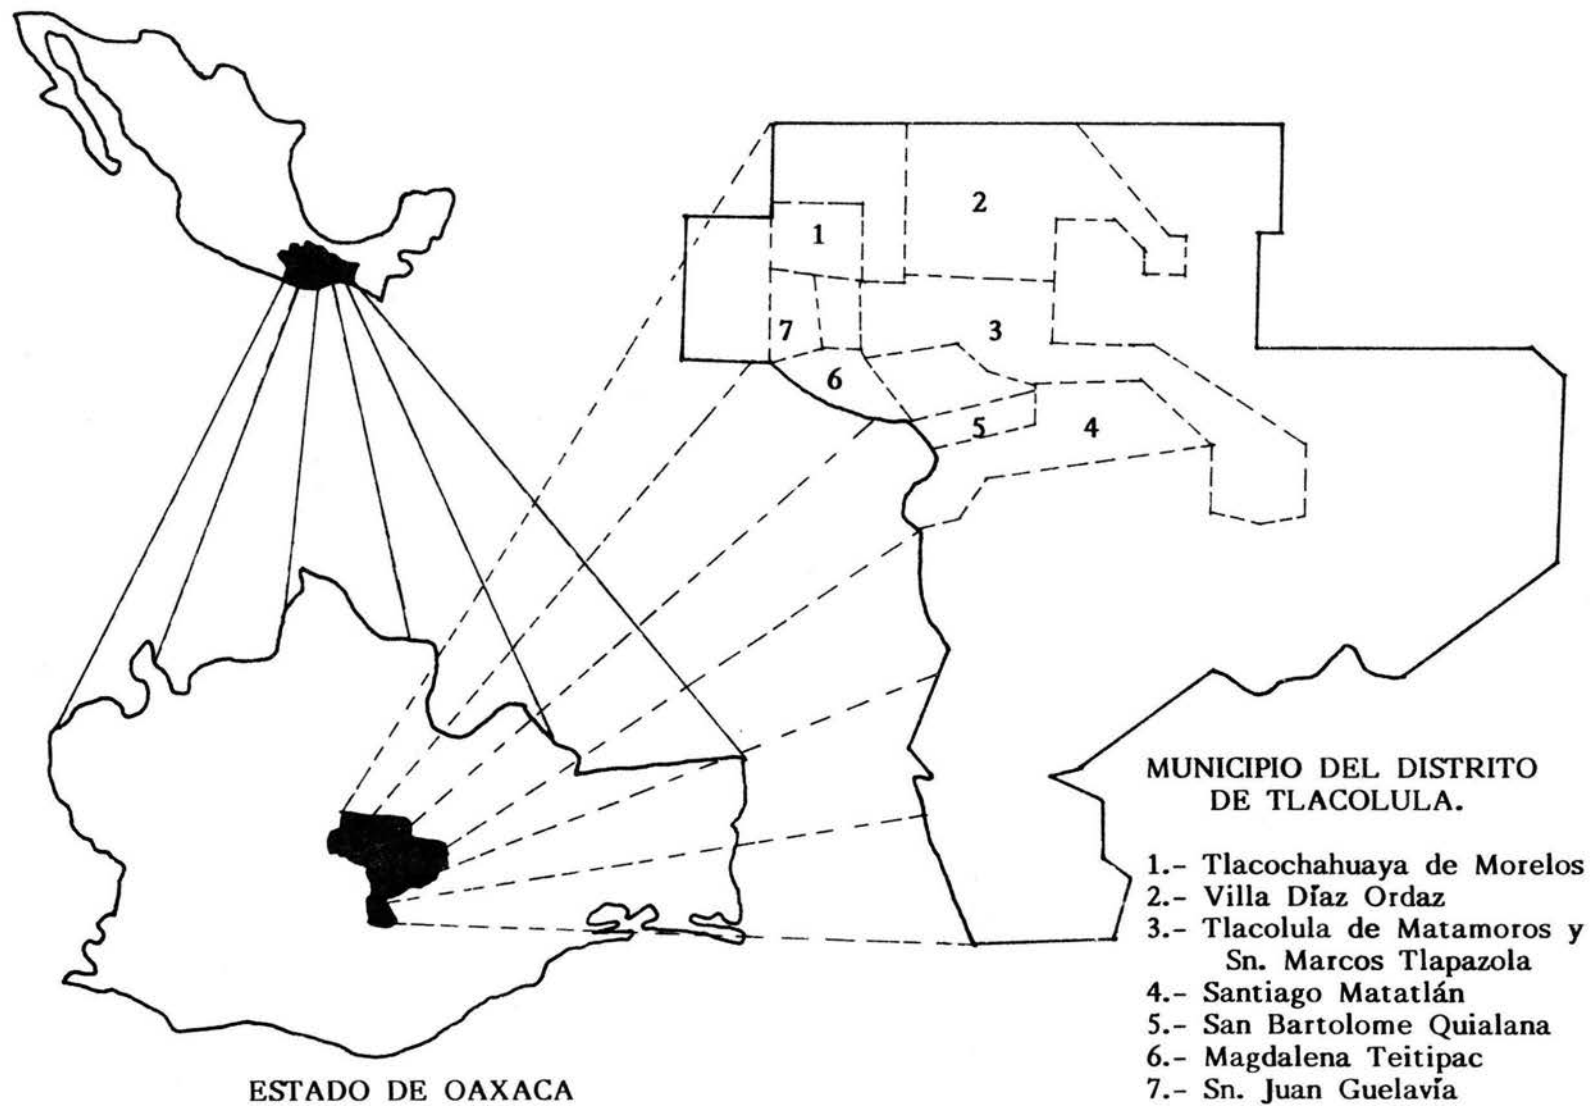 1
2
3
7
6
5
4
MUNICIPIO DEL DISTRITO
DE TLACOLULA.
1.- Tlacochahuaya de Morelos
2.- Villa Díaz Ordaz
3.- Tlacolula de Matamoros y
Sn. Marcos Tlapazola
4.- Santiago Matatlán
5.- San Bartolome Quialana
6.- Magdalena Teitipac
7.- Sn. Juan Guelavía
ESTADO DE OAXACA